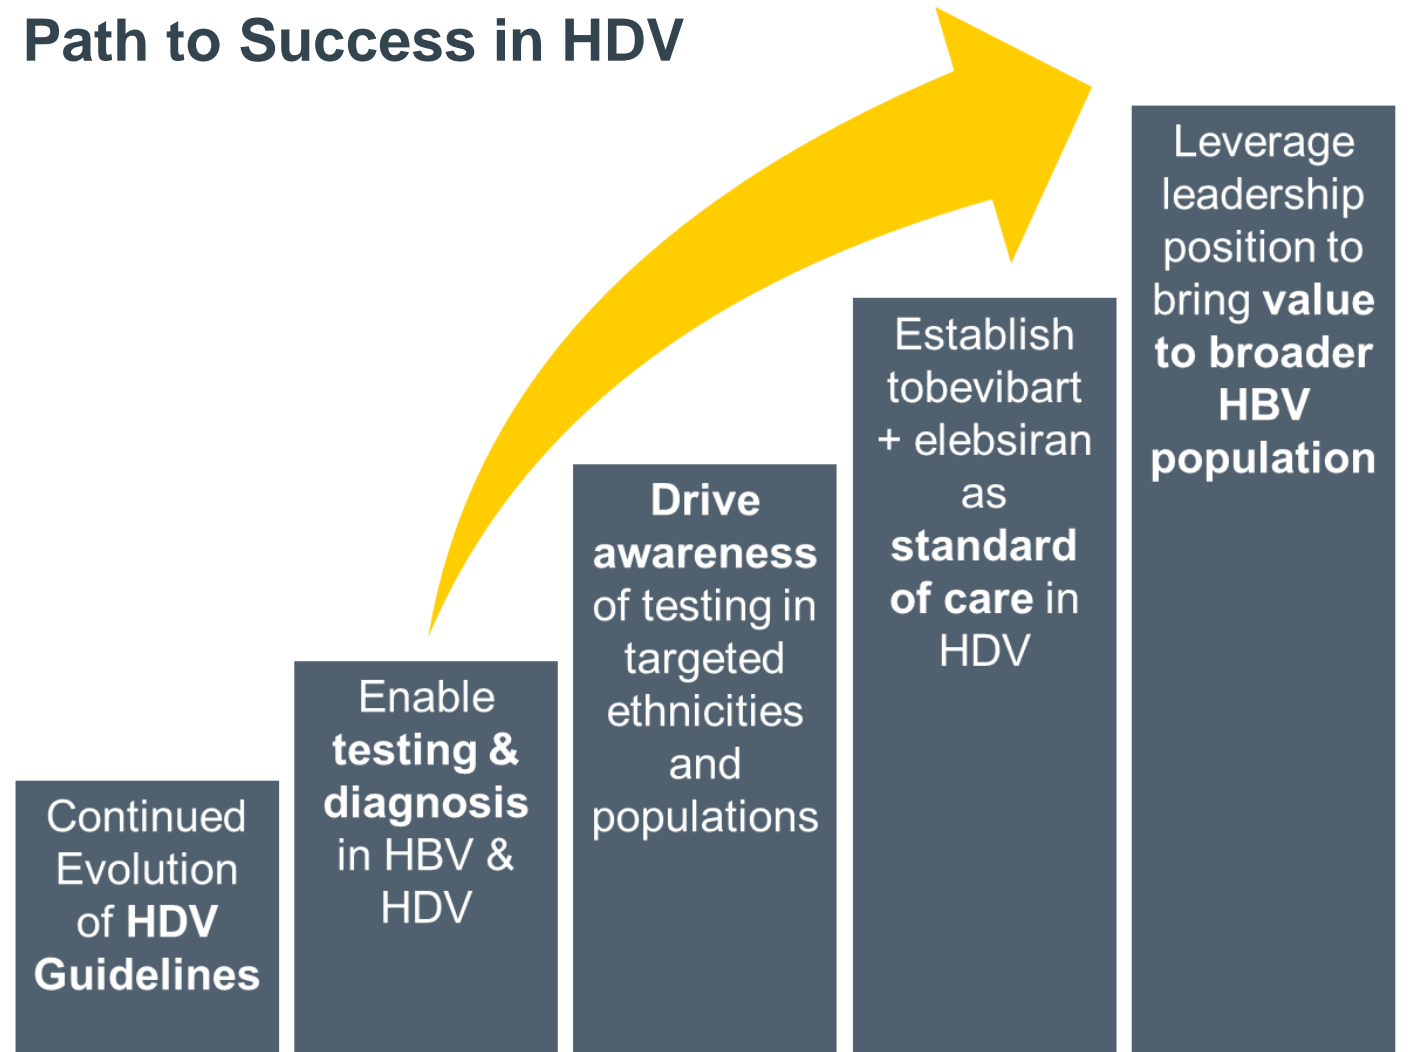 Path to Success in HDV
Continued
Evolution
of HDV
Guidelines
Enable
testing &
diagnosis
in HBV &
HDV
Drive
awareness
of testing in
targeted
ethnicities
and
populations
Establish
tobevibart
+ elebsiran
as
standard
of care in
HDV
Leverage
leadership
position to
bring value
to broader
HBV
population